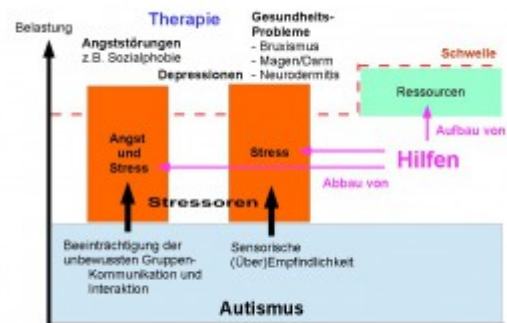 Belastung
Therapie
Gesundheits-
Probleme
- Bruxismus
- Magen/Darm
- Neurodermitis
Angststörungen
z.B. Sozialphobie
Depressionen
Schwelle
Ressourcen
Aufbau von
Hilfen
Abbau von
Angst
und
Stress
Stress
Stressoren
Beeinträchtigung der
unbewussten Gruppen-
Kommunikation und
Interaktion
Sensorische
(Über)Empfindlichkeit
Autismus